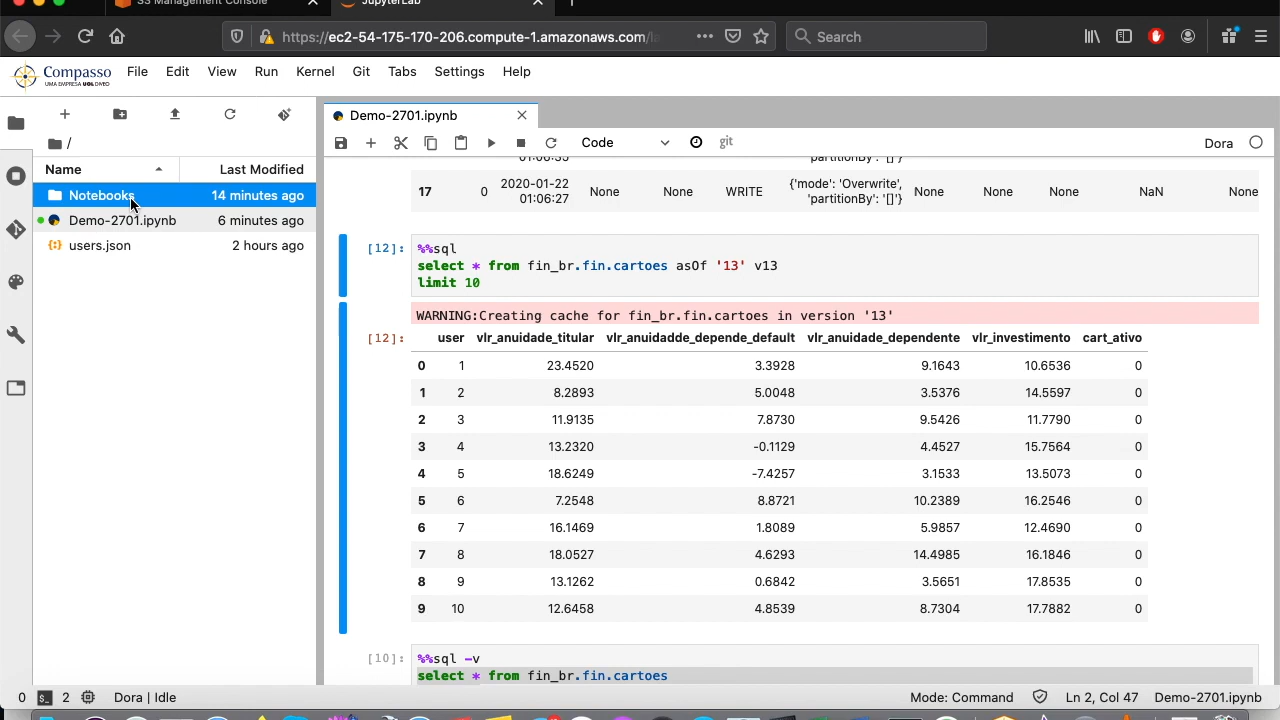 S3 Management Console
JupyterLab
https://ec2-54-175-170-206.compute-1.amazonaws.com/la
Search
Compasso
UMA EMPRESA UOL DIVEO
File Edit View Run Kernel Git Tabs Settings Help
/
Name Last Modified
Notebooks 14 minutes ago
Demo-2701.ipynb 6 minutes ago
users.json 2 hours ago
Demo-2701.ipynb
Code git Dora
01:06:35 'partitionBy': '[]'}
17 0 2020-01-22 01:06:27 None None WRITE {'mode': 'Overwrite', 'partitionBy': '[]'} None None None NaN None
[12]: %%sql
select * from fin_br.fin.cartoes asOf '13' v13
limit 10
WARNING:Creating cache for fin_br.fin.cartoes in version '13'
[12]: user vlr_anuidade_titular vlr_anuidadde_depende_default vlr_anuidade_dependente vlr_investimento cart_ativo
0 1 23.4520 3.3928 9.1643 10.6536 0
1 2 8.2893 5.0048 3.5376 14.5597 0
2 3 11.9135 7.8730 9.5426 11.7790 0
3 4 13.2320 -0.1129 4.4527 15.7564 0
4 5 18.6249 -7.4257 3.1533 13.5073 0
5 6 7.2548 8.8721 10.2389 16.2546 0
6 7 16.1469 1.8089 5.9857 12.4690 0
7 8 18.0527 4.6293 14.4985 16.1846 0
8 9 13.1262 0.6842 3.5651 17.8535 0
9 10 12.6458 4.8539 8.7304 17.7882 0
[10]: %%sql -v
select * from fin_br.fin.cartoes
0 2 Dora | Idle Mode: Command Ln 2, Col 47 Demo-2701.ipynb